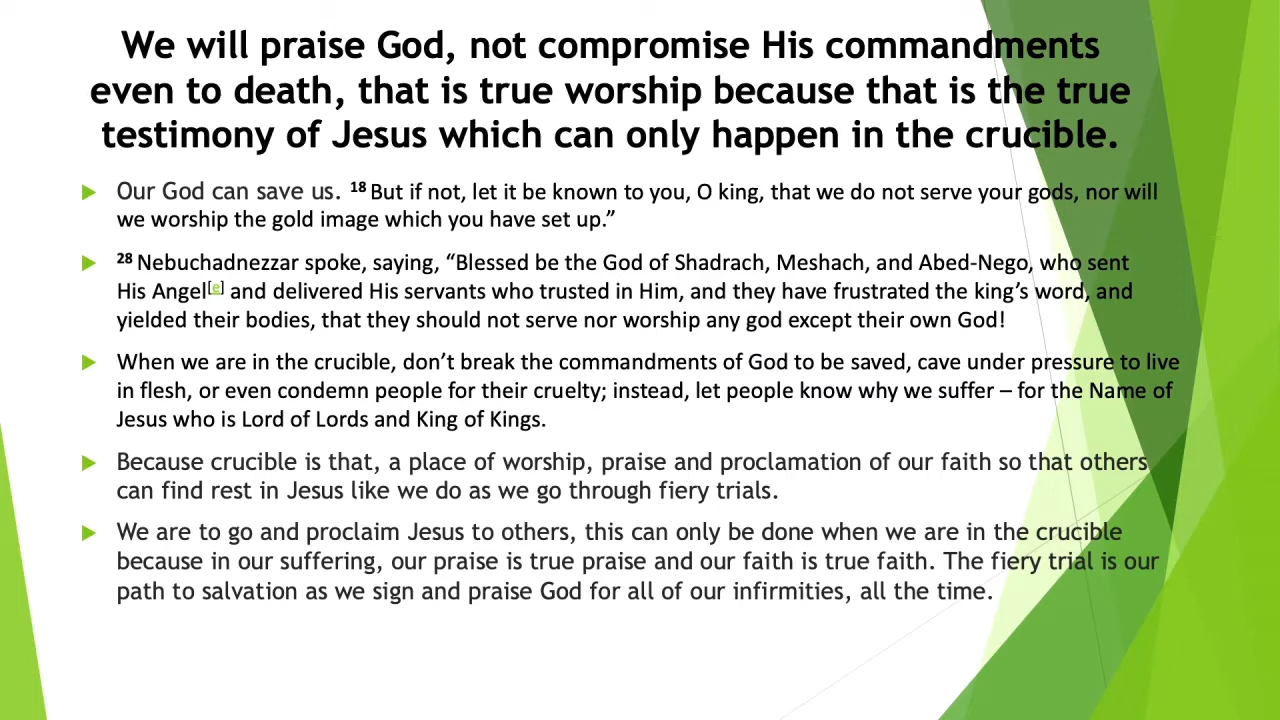 We will praise God, not compromise His commandments
even to death, that is true worship because that is the true
testimony of Jesus which can only happen in the crucible.
Our God can save us. 18 But if not, let it be known to you, O king, that we do not serve your gods, nor will
we worship the gold image which you have set up.”
28 Nebuchadnezzar spoke, saying, “Blessed be the God of Shadrach, Meshach, and Abed-Nego, who sent
His Angel[e] and delivered His servants who trusted in Him, and they have frustrated the king’s word, and
yielded their bodies, that they should not serve nor worship any god except their own God!
When we are in the crucible, don’t break the commandments of God to be saved, cave under pressure to live
in flesh, or even condemn people for their cruelty; instead, let people know why we suffer – for the Name of
Jesus who is Lord of Lords and King of Kings.
Because crucible is that, a place of worship, praise and proclamation of our faith so that others
can find rest in Jesus like we do as we go through fiery trials.
We are to go and proclaim Jesus to others, this can only be done when we are in the crucible
because in our suffering, our praise is true praise and our faith is true faith. The fiery trial is our
path to salvation as we sign and praise God for all of our infirmities, all the time.